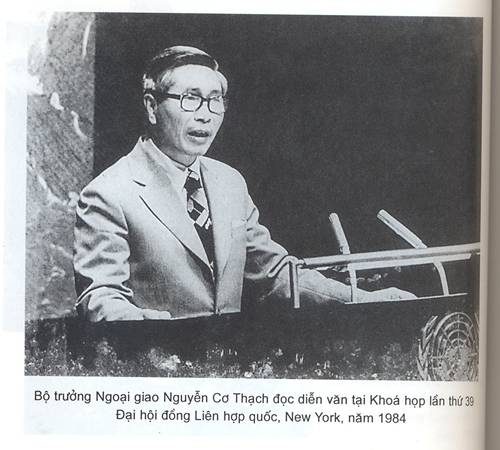 Bộ trưởng Ngoại giao Nguyễn Cơ Thạch đọc diễn văn tại Khoá họp lần thứ 39
Đại hội đồng Liên hợp quốc, New York, năm 1984